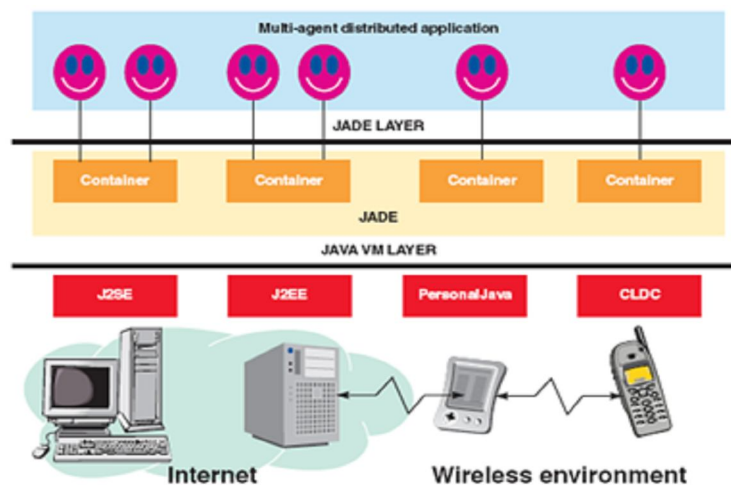 Multi-agent distributed application
JADE LAYER
Container Container Container Container
JADE
JAVA VM LAYER
J2SE J2EE PersonalJava CLDC
Internet Wireless environment